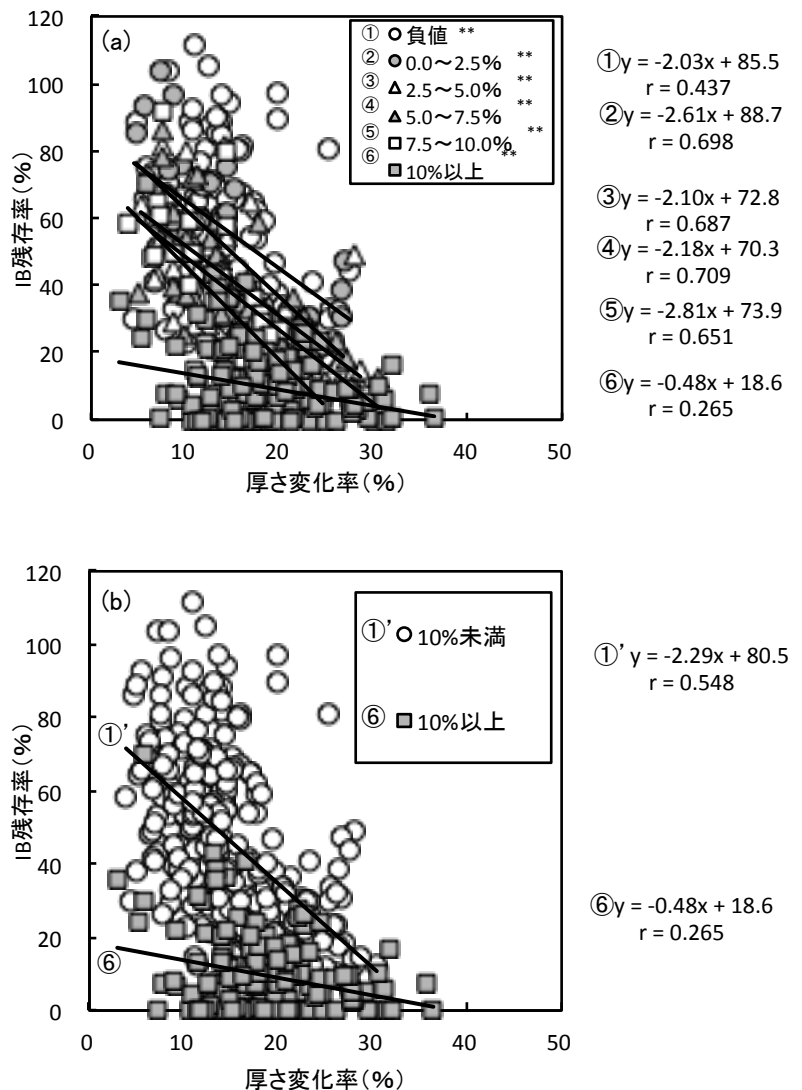 120
100
80
60
40
20
0
(a)
① 負値 **
② 0.0～2.5% **
③ 2.5～5.0% **
④ 5.0～7.5% **
⑤ 7.5～10.0% **
⑥ 10%以上 **
IB残存率(%)
0 10 20 30 40 50
厚さ変化率(%)
①y = -2.03x + 85.5
r = 0.437
②y = -2.61x + 88.7
r = 0.698
③y = -2.10x + 72.8
r = 0.687
④y = -2.18x + 70.3
r = 0.709
⑤y = -2.81x + 73.9
r = 0.651
⑥y = -0.48x + 18.6
r = 0.265
120
100
80
60
40
20
0
(b)
①' 10%未満
⑥ 10%以上
①'
⑥
IB残存率(%)
0 10 20 30 40 50
厚さ変化率(%)
①' y = -2.29x + 80.5
r = 0.548
⑥y = -0.48x + 18.6
r = 0.265